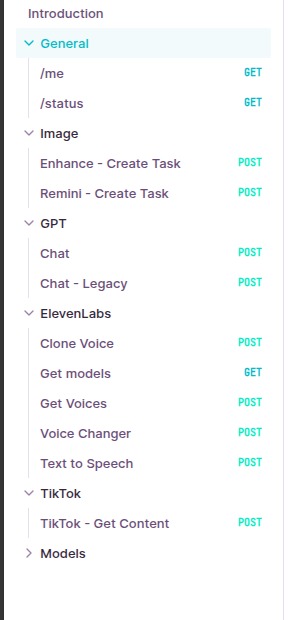 Introduction
General
/me GET
/status GET
Image
Enhance - Create Task POST
Remini - Create Task POST
GPT
Chat POST
Chat - Legacy POST
ElevenLabs
Clone Voice POST
Get models GET
Get Voices POST
Voice Changer POST
Text to Speech POST
TikTok
TikTok - Get Content POST
Models